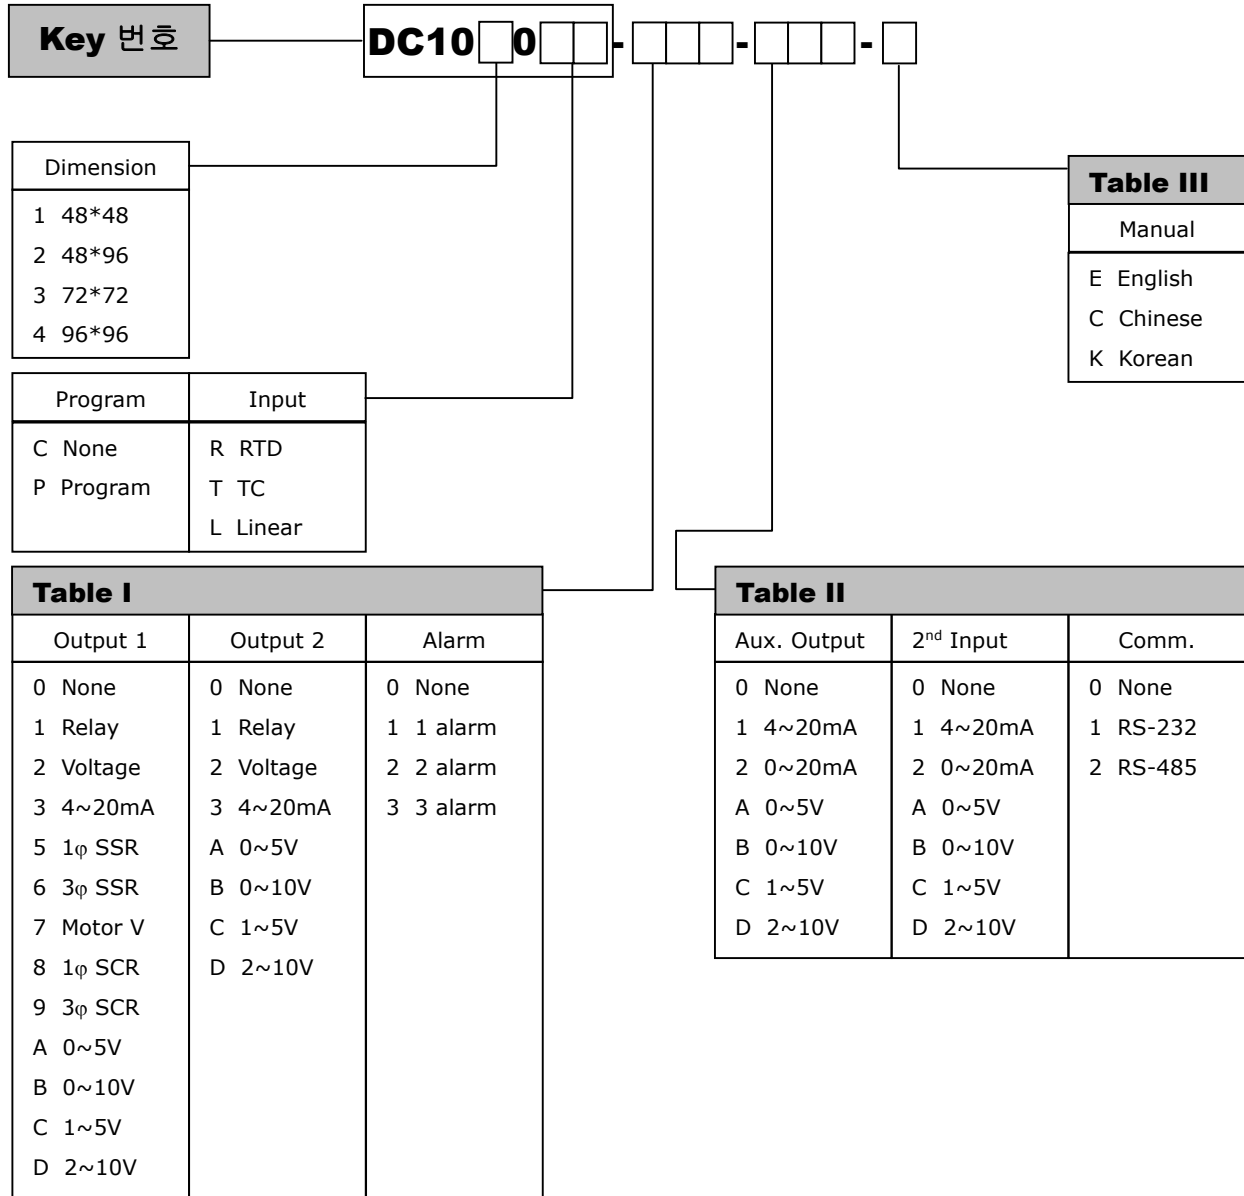 Key 번호
DC10□0□□-□□□-□□□-□
Dimension
1 48*48
2 48*96
3 72*72
4 96*96
Table III
Manual
E English
C Chinese
K Korean
Program Input
C None R RTD
P Program T TC
L Linear
Table I
Output 1 Output 2 Alarm
0 None 0 None 0 None
1 Relay 1 Relay 1 1 alarm
2 Voltage 2 Voltage 2 2 alarm
3 4~20mA 3 4~20mA 3 3 alarm
5 1φ SSR A 0~5V
6 3φ SSR B 0~10V
7 Motor V C 1~5V
8 1φ SCR D 2~10V
9 3φ SCR
A 0~5V
B 0~10V
C 1~5V
D 2~10V
Table II
Aux. Output 2nd Input Comm.
0 None 0 None 0 None
1 4~20mA 1 4~20mA 1 RS-232
2 0~20mA 2 0~20mA 2 RS-485
A 0~5V A 0~5V
B 0~10V B 0~10V
C 1~5V C 1~5V
D 2~10V D 2~10V